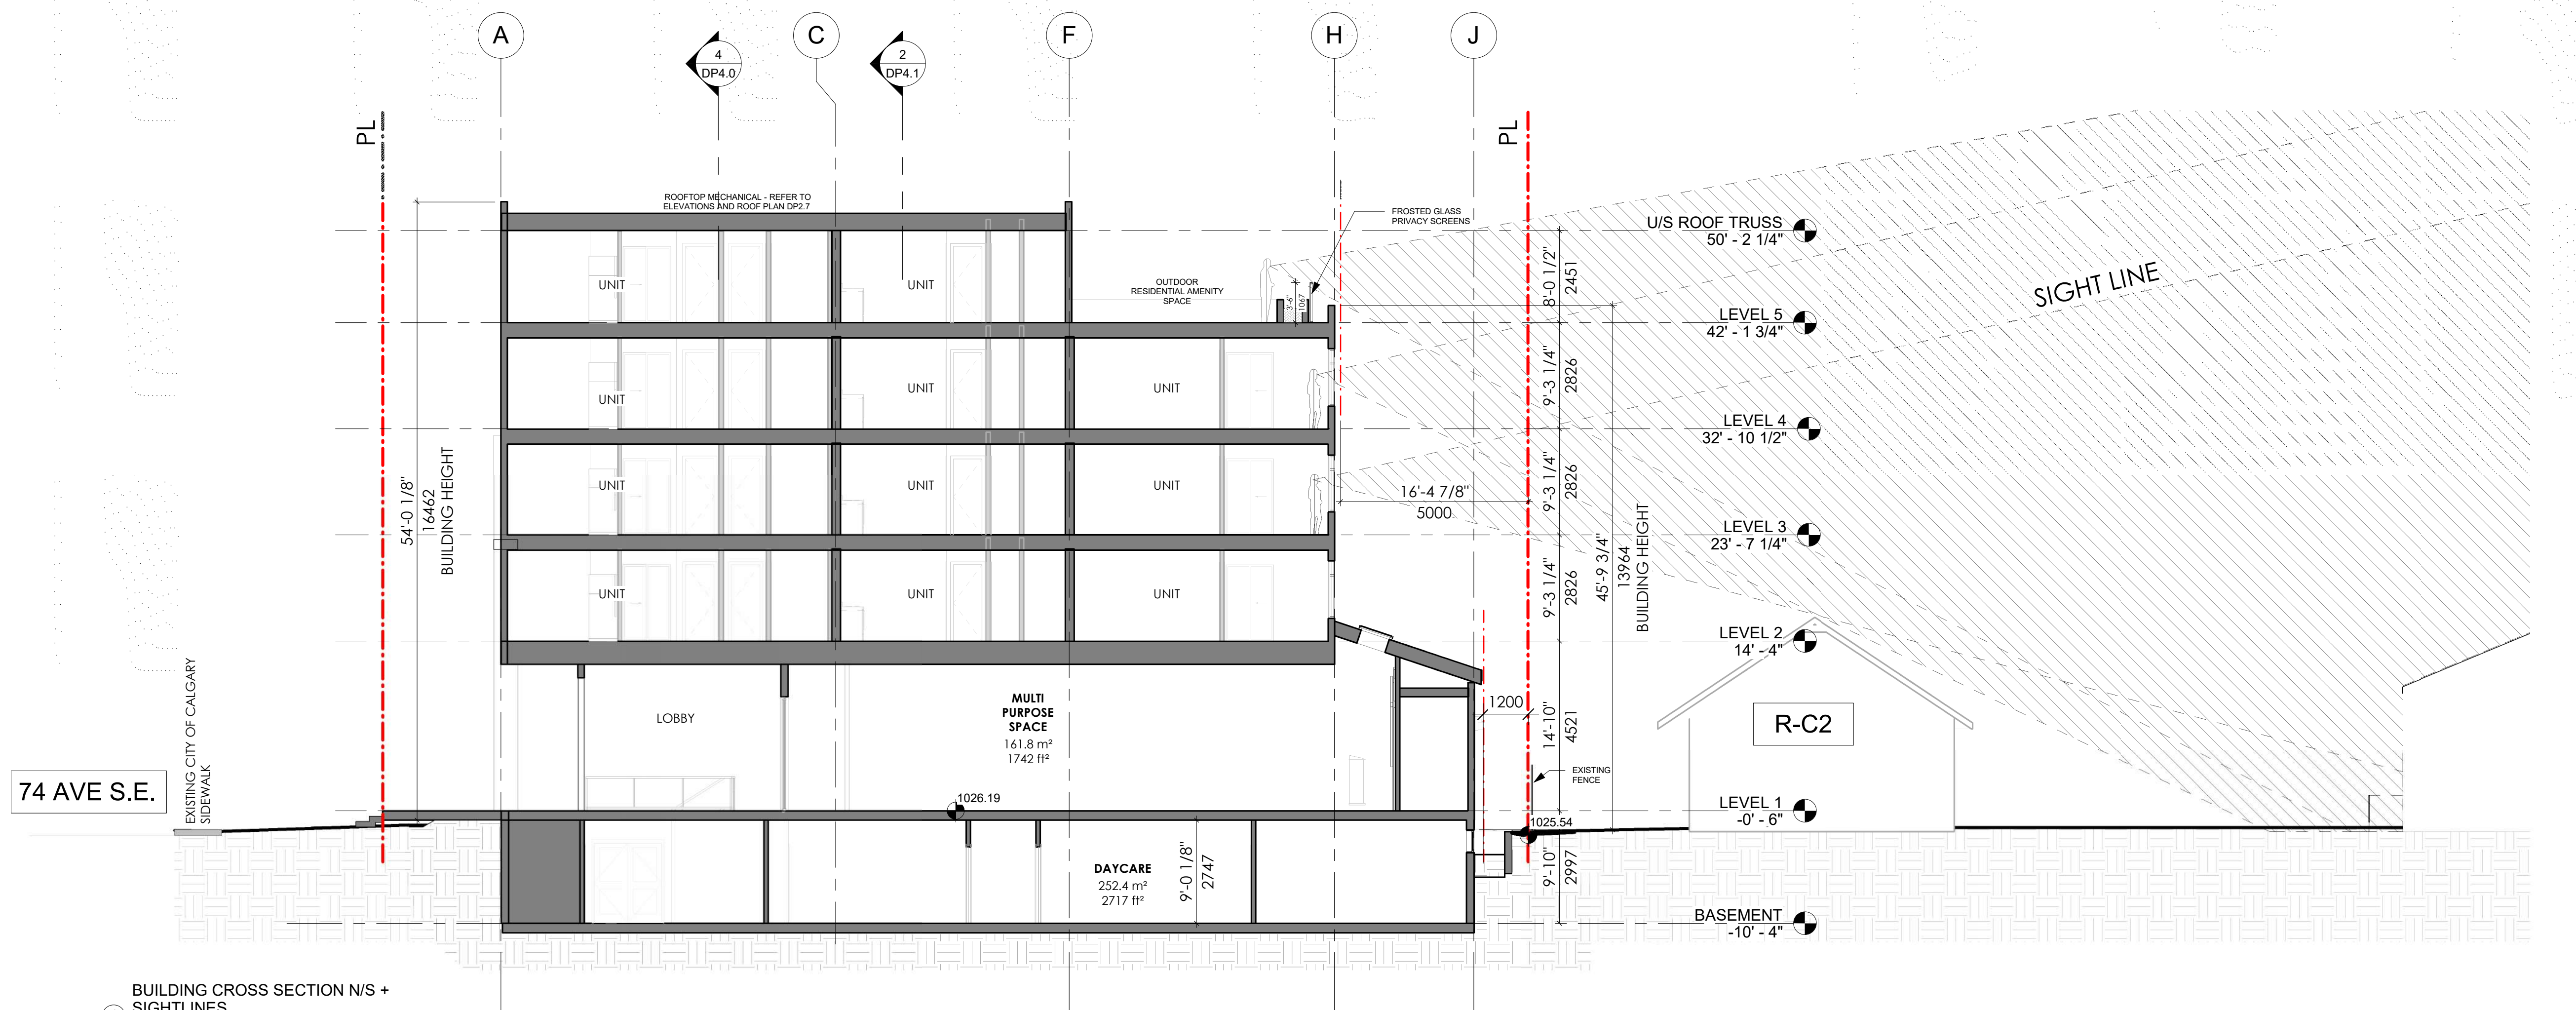 A
C
F
H
J
4
DP4.0
2
DP4.1
PL
PL
ROOFTOP MECHANICAL - REFER TO
ELEVATIONS AND ROOF PLAN DP2.7
FROSTED GLASS
PRIVACY SCREENS
U/S ROOF TRUSS
50' - 2 1/4"
8'-0 1/2"
2451
SIGHT LINE
UNIT
UNIT
OUTDOOR
RESIDENTIAL AMENITY
SPACE
3'-6"
1067
LEVEL 5
42' - 1 3/4"
9'-3 1/4"
2826
UNIT
UNIT
UNIT
LEVEL 4
32' - 10 1/2"
9'-3 1/4"
2826
UNIT
UNIT
UNIT
16'-4 7/8"
5000
54'-0 1/8"
16462
BUILDING HEIGHT
LEVEL 3
23' - 7 1/4"
9'-3 1/4"
2826
45'-9 3/4"
13964
BUILDING HEIGHT
UNIT
UNIT
UNIT
LEVEL 2
14' - 4"
14'-10"
4521
1200
R-C2
LOBBY
MULTI
PURPOSE
SPACE
161.8 m²
1742 ft²
EXISTING CITY OF CALGARY
SIDEWALK
74 AVE S.E.
EXISTING
FENCE
1026.19
LEVEL 1
-0' - 6"
1025.54
9'-10"
2997
DAYCARE
252.4 m²
2717 ft²
9'-0 1/8"
2747
BASEMENT
-10' - 4"
BUILDING CROSS SECTION N/S +
SIGHTLINES